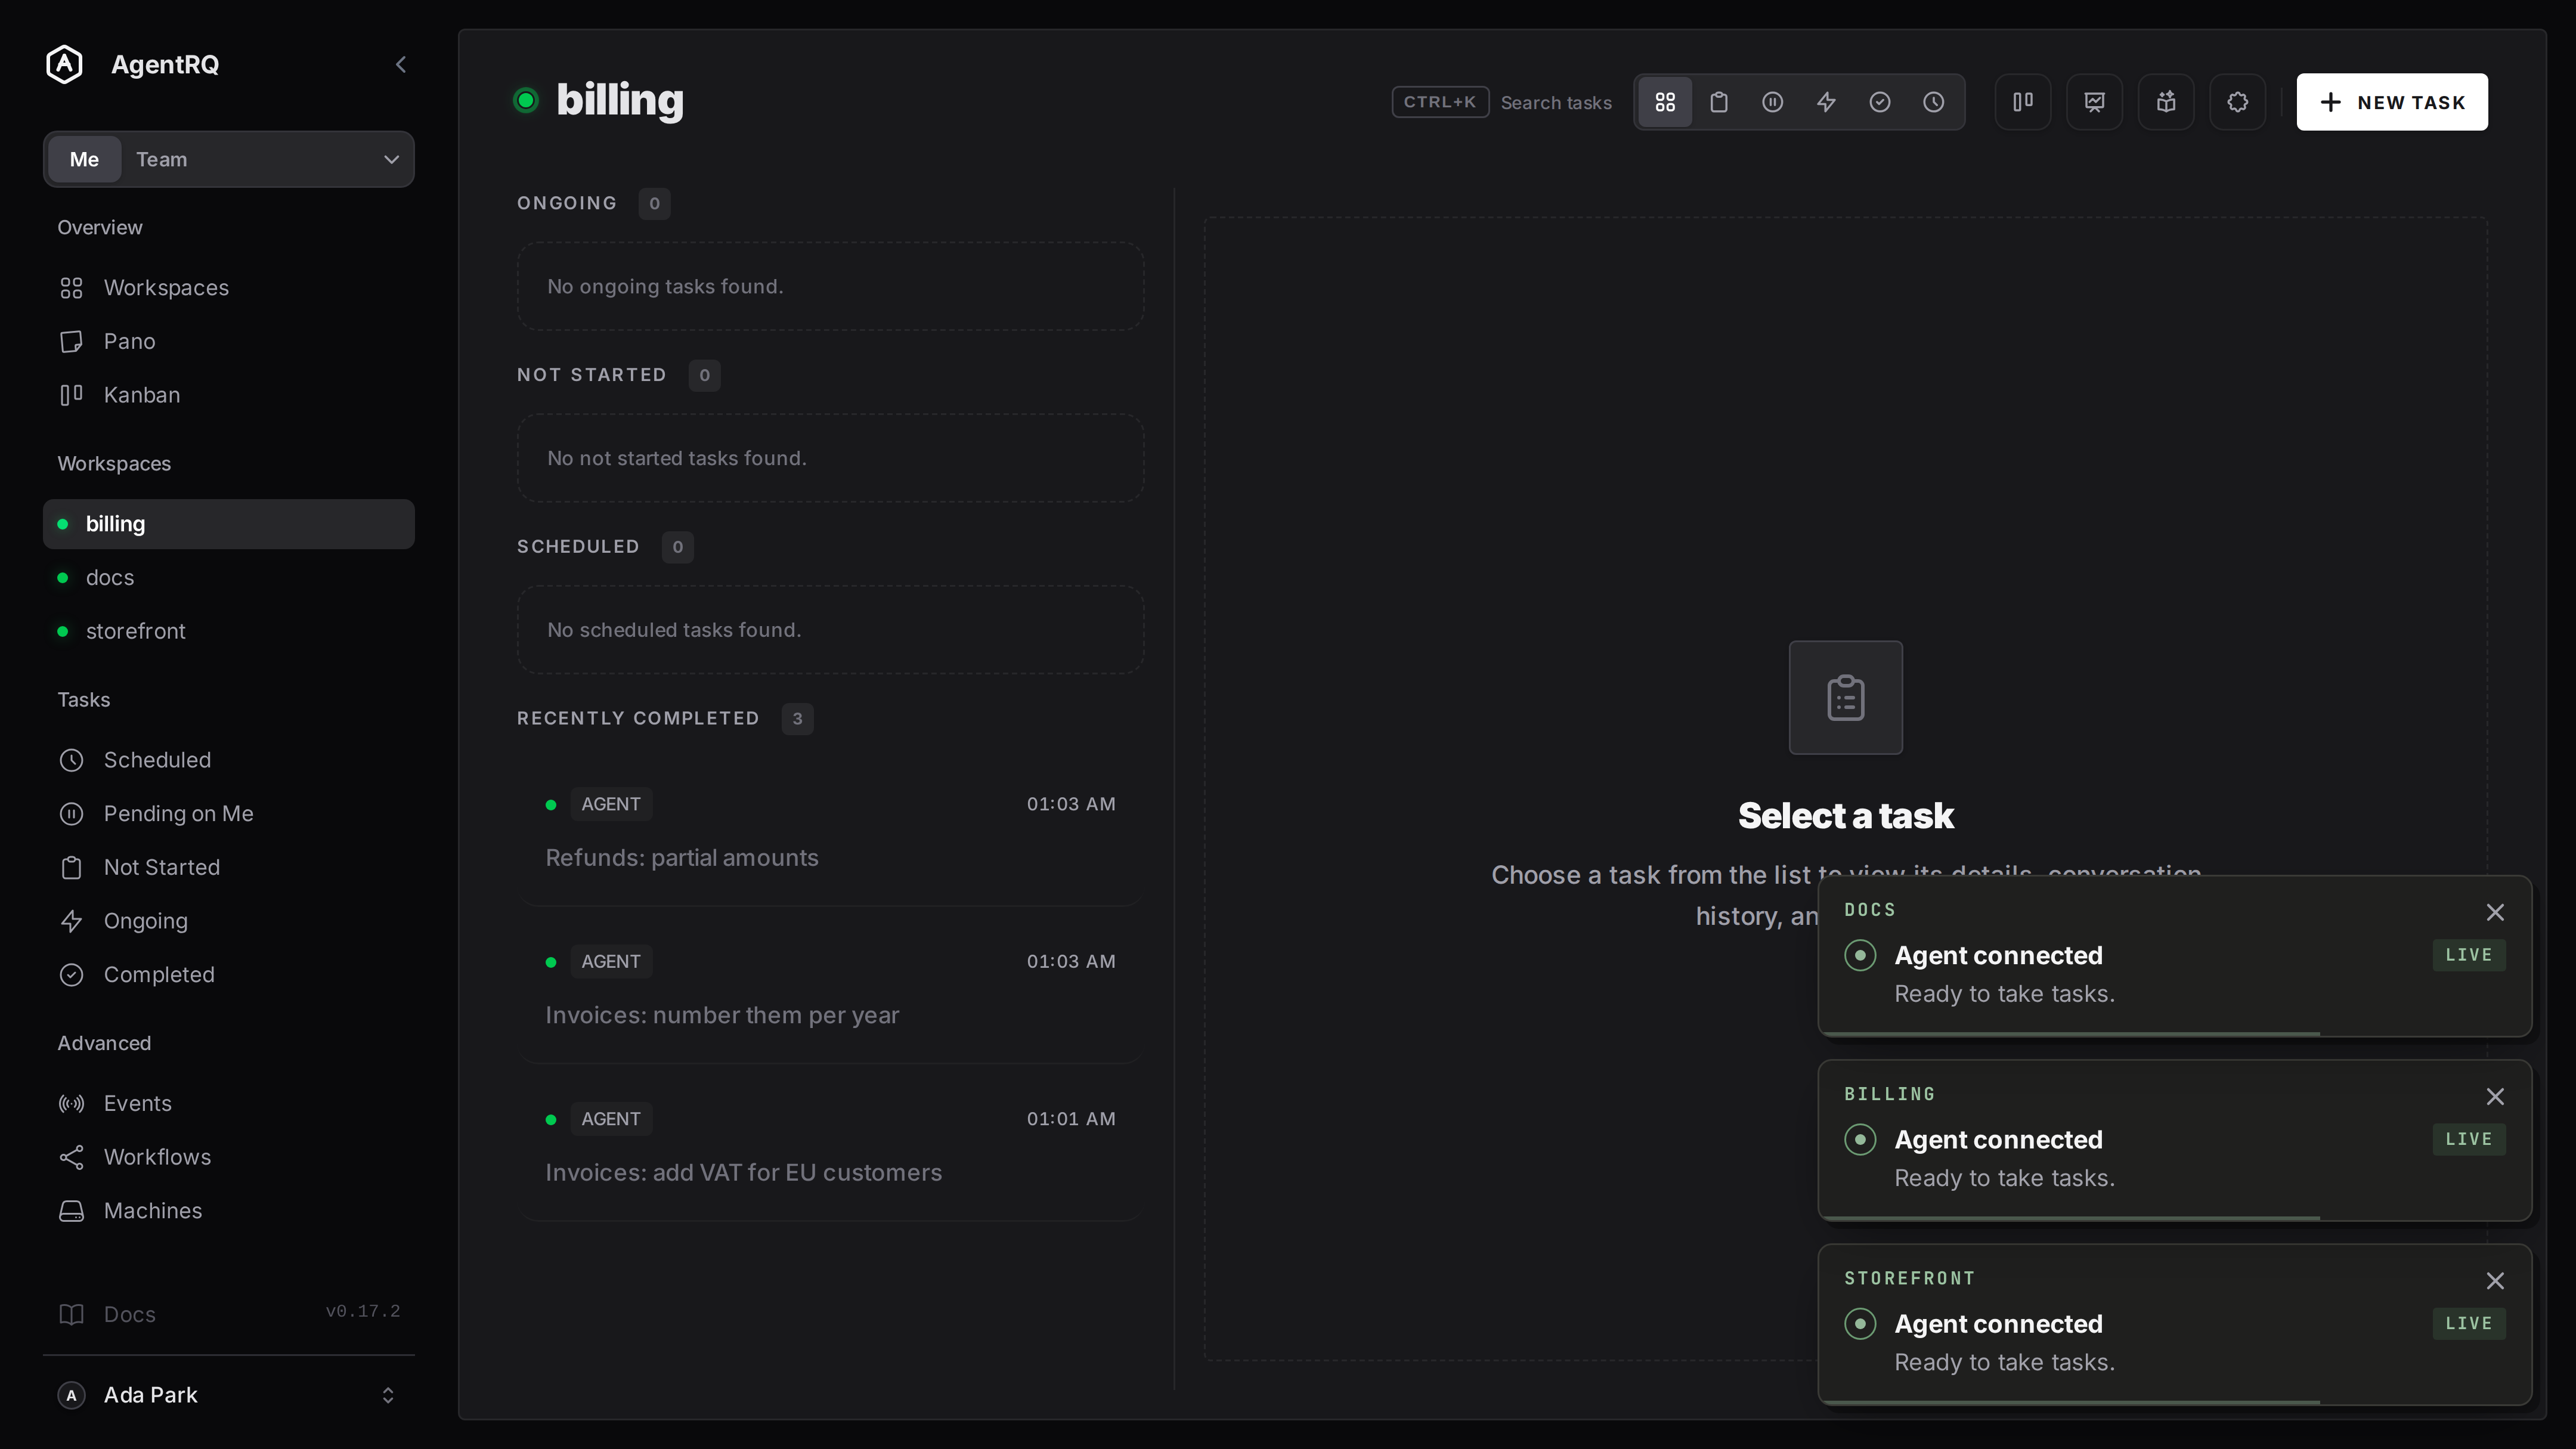 AgentRQ
Me
Team
Overview
Workspaces
Pano
Kanban
Workspaces
billing
docs
storefront
Tasks
Scheduled
Pending on Me
Not Started
Ongoing
Completed
Advanced
Events
Workflows
Machines
Docs
v0.17.2
A
Ada Park
billing
CTRL+K
Search tasks
NEW TASK
ONGOING
0
No ongoing tasks found.
NOT STARTED
0
No not started tasks found.
SCHEDULED
0
No scheduled tasks found.
RECENTLY COMPLETED
3
AGENT
01:03 AM
Refunds: partial amounts
AGENT
01:03 AM
Invoices: number them per year
AGENT
01:01 AM
Invoices: add VAT for EU customers
Select a task
Choose a task from the list to view its details, conversation
history,
DOCS
Agent connected
LIVE
Ready to take tasks.
BILLING
Agent connected
LIVE
Ready to take tasks.
STOREFRONT
Agent connected
LIVE
Ready to take tasks.